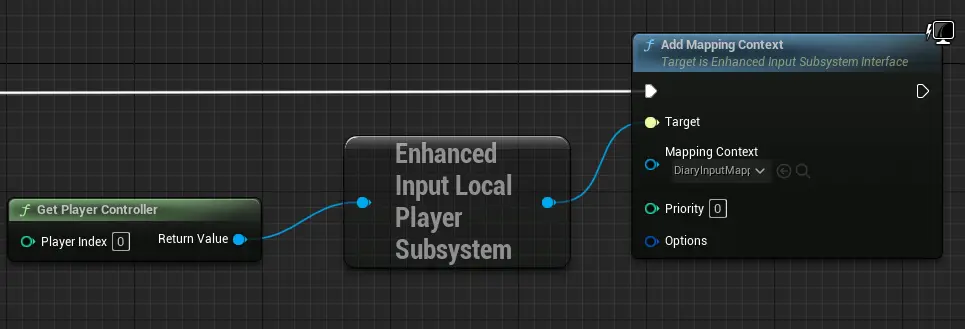 Add Mapping Context
Target is Enhanced Input Subsystem Interface
Target
Mapping Context
DiaryInputMapp
Priority 0
Options
Enhanced
Input Local
Player
Subsystem
Get Player Controller
Player Index 0
Return Value